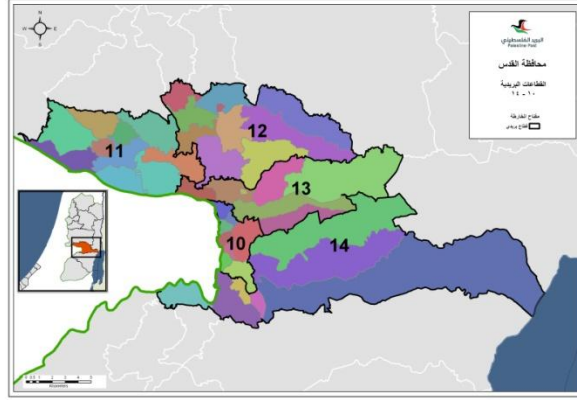 البريد الفلسطيني
Palestine Post
محافظة القدس
القطاعات البريدية
١٠ - ١٤
مفتاح الخارطة
قطاع بريدي
N
W
E
S
12
11
13
10
14